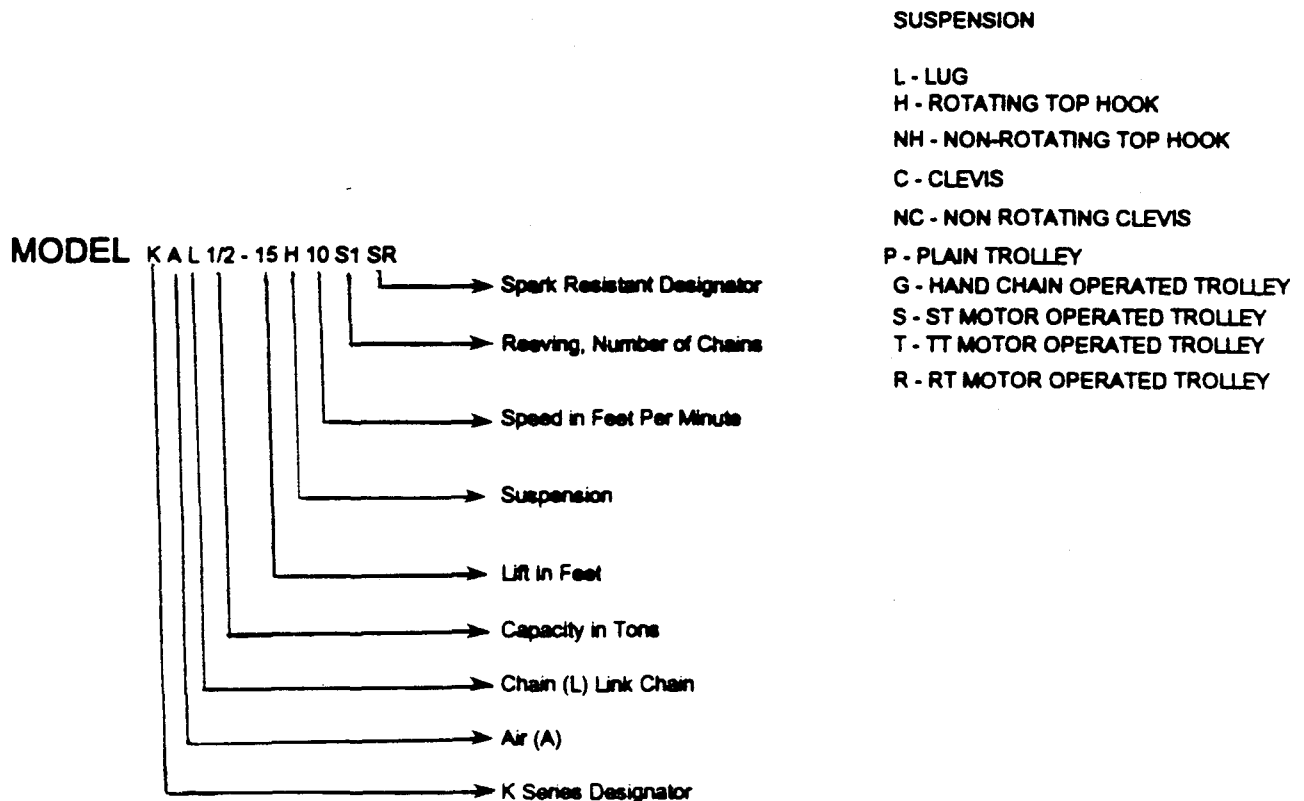 SUSPENSION
L - LUG
H - ROTATING TOP HOOK
NH - NON-ROTATING TOP HOOK
C - CLEVIS
NC - NON ROTATING CLEVIS
P - PLAIN TROLLEY
G - HAND CHAIN OPERATED TROLLEY
S - ST MOTOR OPERATED TROLLEY
T - TT MOTOR OPERATED TROLLEY
R - RT MOTOR OPERATED TROLLEY
MODEL K A L 1/2 - 15 H 10 S1 SR
Spark Resistant Designator
Reeving, Number of Chains
Speed in Feet Per Minute
Suspension
Lift in Feet
Capacity in Tons
Chain (L) Link Chain
Air (A)
K Series Designator